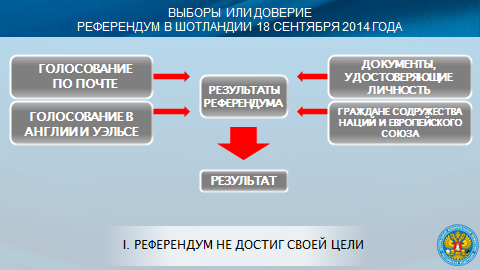 ВЫБОРЫ ИЛИ ДОВЕРИЕ
РЕФЕРЕНДУМ В ШОТЛАНДИИ 18 СЕНТЯБРЯ 2014 ГОДА
ГОЛОСОВАНИЕ
ПО ПОЧТЕ
ГОЛОСОВАНИЕ В
АНГЛИИ И УЭЛЬСЕ
РЕЗУЛЬТАТЫ
РЕФЕРЕНДУМА
ДОКУМЕНТЫ,
УДОСТОВЕРЯЮЩИЕ
ЛИЧНОСТЬ
ГРАЖДАНЕ СОДРУЖЕСТВА
НАЦИЙ И ЕВРОПЕЙСКОГО
СОЮЗА
РЕЗУЛЬТАТ
I. РЕФЕРЕНДУМ НЕ ДОСТИГ СВОЕЙ ЦЕЛИ